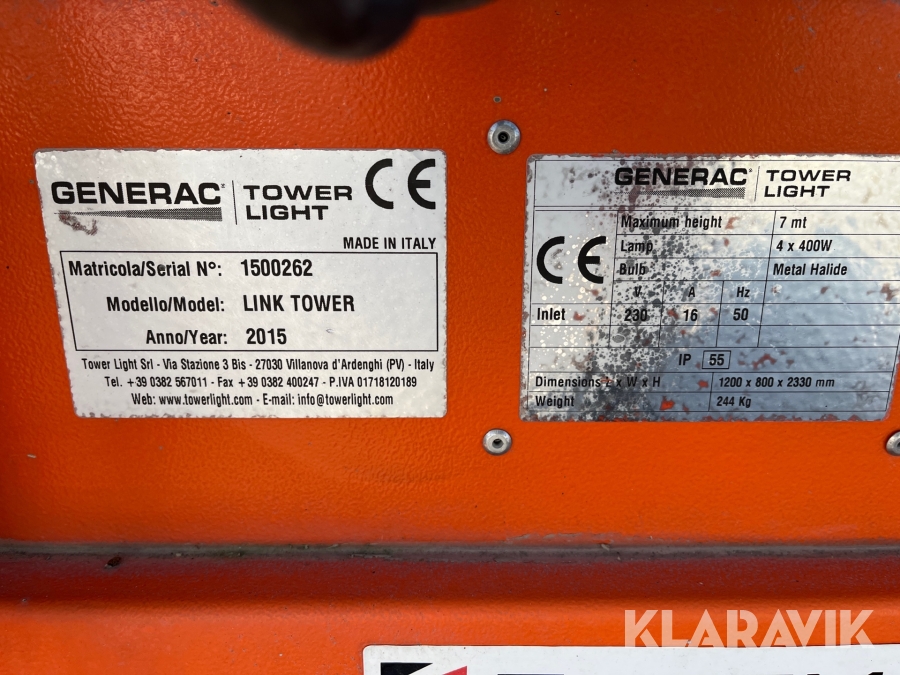 GENERAC TOWER LIGHT CE
MADE IN ITALY
Matricola/Serial N°: 1500262
Modello/Model: LINK TOWER
Anno/Year: 2015
Tower Light Srl - Via Stazione 3 Bis - 27030 Villanova d'Ardenghi (PV) - Italy
Tel. +39 0382 567011 - Fax +39 0382 400247 - P.IVA 01718120189
Web: www.towerlight.com - E-mail: info@towerlight.com
GENERAC TOWER LIGHT
CE
Maximum height 7 mt
Lamp 4 x 400W
Bulb Metal Halide
V A Hz
Inlet 230 16 50
IP 55
Dimensions L x W x H 1200 x 800 x 2330 mm
Weight 244 Kg
KLARAVIK